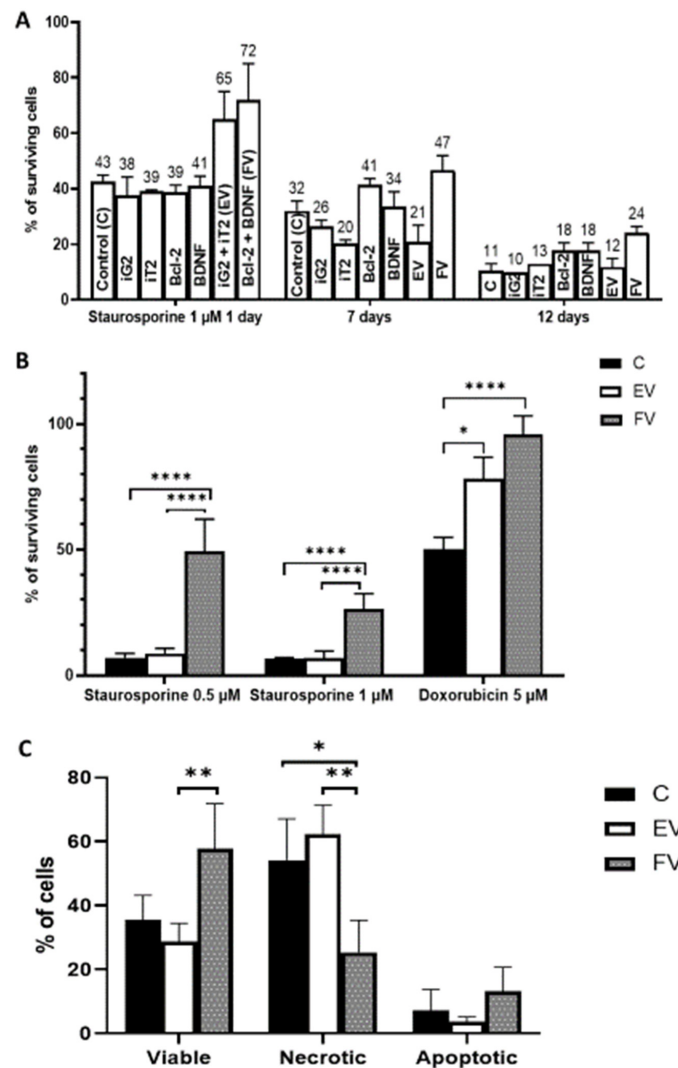 A
% of surviving cells
100
80
60
40
20
0
43
38
39
39
41
65
72
Control (C)
iG2
iT2
Bcl-2
BDNF
iG2 + iT2 (EV)
Bcl-2 + BDNF (FV)
32
26
20
41
34
21
47
Control (C)
iG2
iT2
Bcl-2
BDNF
EV
FV
11
10
13
18
18
12
24
C
iG2
iT2
Bcl-2
BDNF
EV
FV
Staurosporine 1 µM 1 day
7 days
12 days
B
C
EV
FV
% of surviving cells
100
50
0
****
****
****
****
****
*
Staurosporine 0.5 µM
Staurosporine 1 µM
Doxorubicin 5 µM
C
C
EV
FV
% of cells
80
60
40
20
0
**
*
**
Viable
Necrotic
Apoptotic